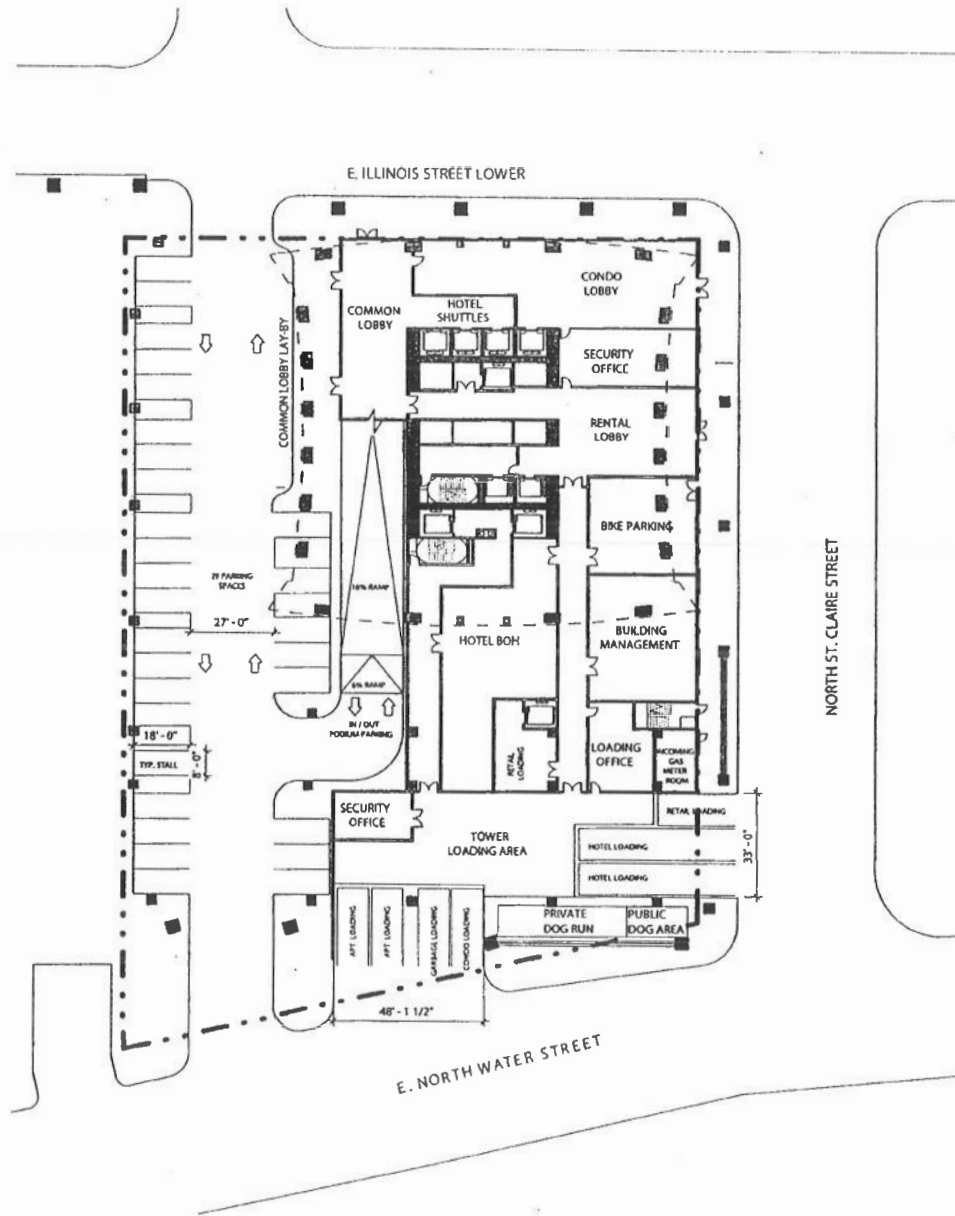 E. ILLINOIS STREET LOWER
CONDO
LOBBY
COMMON
LOBBY
HOTEL
SHUTTLES
SECURITY
OFFICE
COMMON LOBBY LAY-BY
RENTAL
LOBBY
BIKE PARKING
NORTH ST. CLAIRE STREET
PARKING
SPACES
27' - 0"
16% RAMP
HOTEL BOH
BUILDING
MANAGEMENT
8% RAMP
IN / OUT
PODIUM PARKING
18' - 0"
TYP. STALL
8' - 0"
RETAIL
LOADING
LOADING
OFFICE
INCOMING
GAS
METER
ROOM
SECURITY
OFFICE
TOWER
LOADING AREA
RETAIL LOADING
HOTEL LOADING
HOTEL LOADING
33' - 0"
APT. LOADING
APT. LOADING
GARBAGE LOADING
CONDO LOADING
PRIVATE
DOG RUN
PUBLIC
DOG AREA
48' - 1 1/2"
E. NORTH WATER STREET